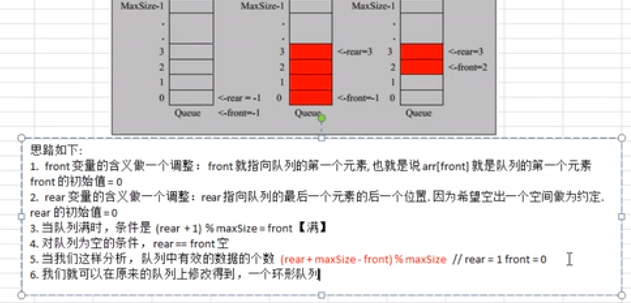 MaxSize-1 MaxSize-1 MaxSize-1
3 <-rear=3 3 <-rear=3
2 2 <-front=2
1 1
0 <-rear = -1 0 <-front=-1 0
Queue <-front=-1 Queue Queue
思路如下:
1. front 变量的含义做一个调整： front 就指向队列的第一个元素, 也就是说 arr[front] 就是队列的第一个元素
front 的初始值 = 0
2. rear 变量的含义做一个调整：rear 指向队列的最后一个元素的后一个位置. 因为希望空出一个空间做为约定.
rear 的初始值 = 0
3. 当队列满时，条件是 (rear + 1) % maxSize = front 【满】
4. 对队列为空的条件， rear == front 空
5. 当我们这样分析，队列中有效的数据的个数 (rear + maxSize - front) % maxSize // rear = 1 front = 0
6. 我们就可以在原来的队列上修改得到，一个环形队列